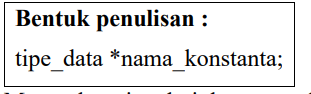 Bentuk penulisan :
tipe_data *nama_konstanta;